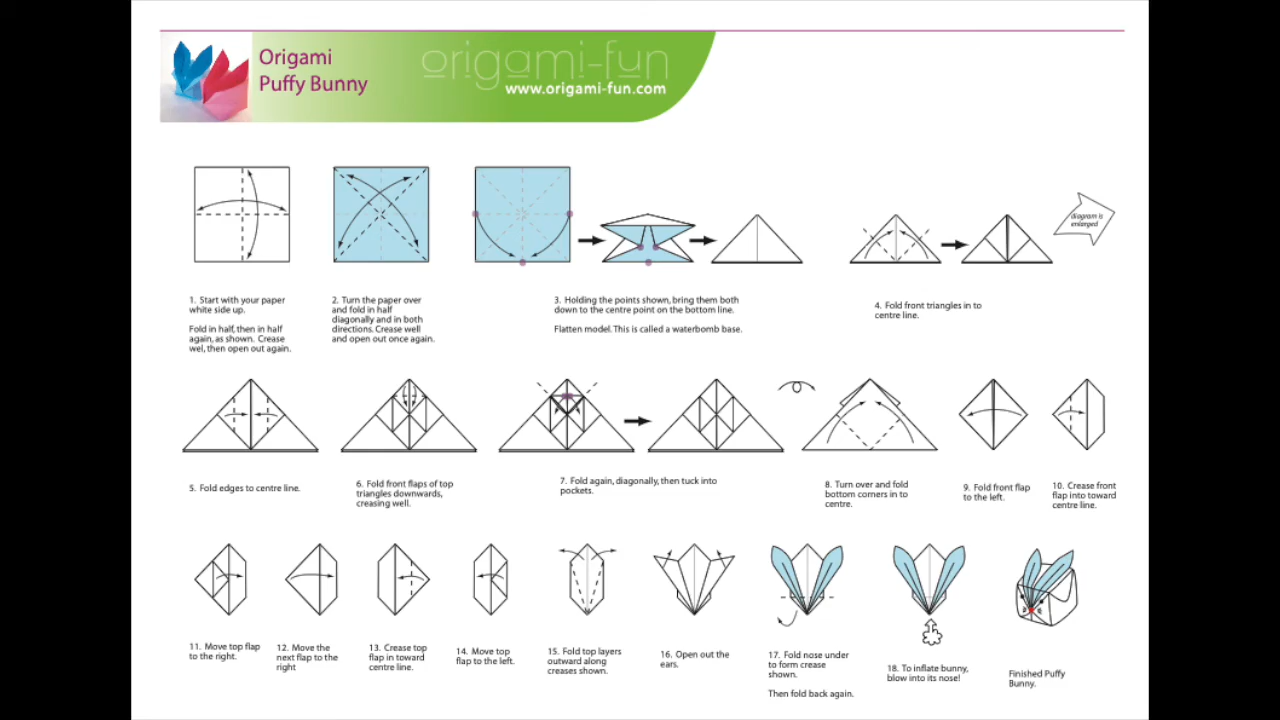 Origami
Puffy Bunny
origami-fun
www.origami-fun.com
diagram is
enlarged
1. Start with your paper
white side up.
Fold in half, then in half
again, as shown. Crease
wel, then open out again.
2. Turn the paper over
and fold in half
diagonally and in both
directions. Crease well
and open out once again.
3. Holding the points shown, bring them both
down to the centre point on the bottom line.
Flatten model. This is called a waterbomb base.
4. Fold front triangles in to
centre line.
5. Fold edges to centre line.
6. Fold front flaps of top
triangles downwards,
creasing well.
7. Fold again, diagonally, then tuck into
pockets.
8. Turn over and fold
bottom corners in to
centre.
9. Fold front flap
to the left.
10. Crease front
flap into toward
centre line.
11. Move top flap
to the right.
12. Move the
next flap to the
right
13. Crease top
flap in toward
centre line.
14. Move top
flap to the left.
15. Fold top layers
outward along
creases shown.
16. Open out the
ears.
17. Fold nose under
to form crease
shown.
Then fold back again.
18. To inflate bunny,
blow into its nose!
Finished Puffy
Bunny.